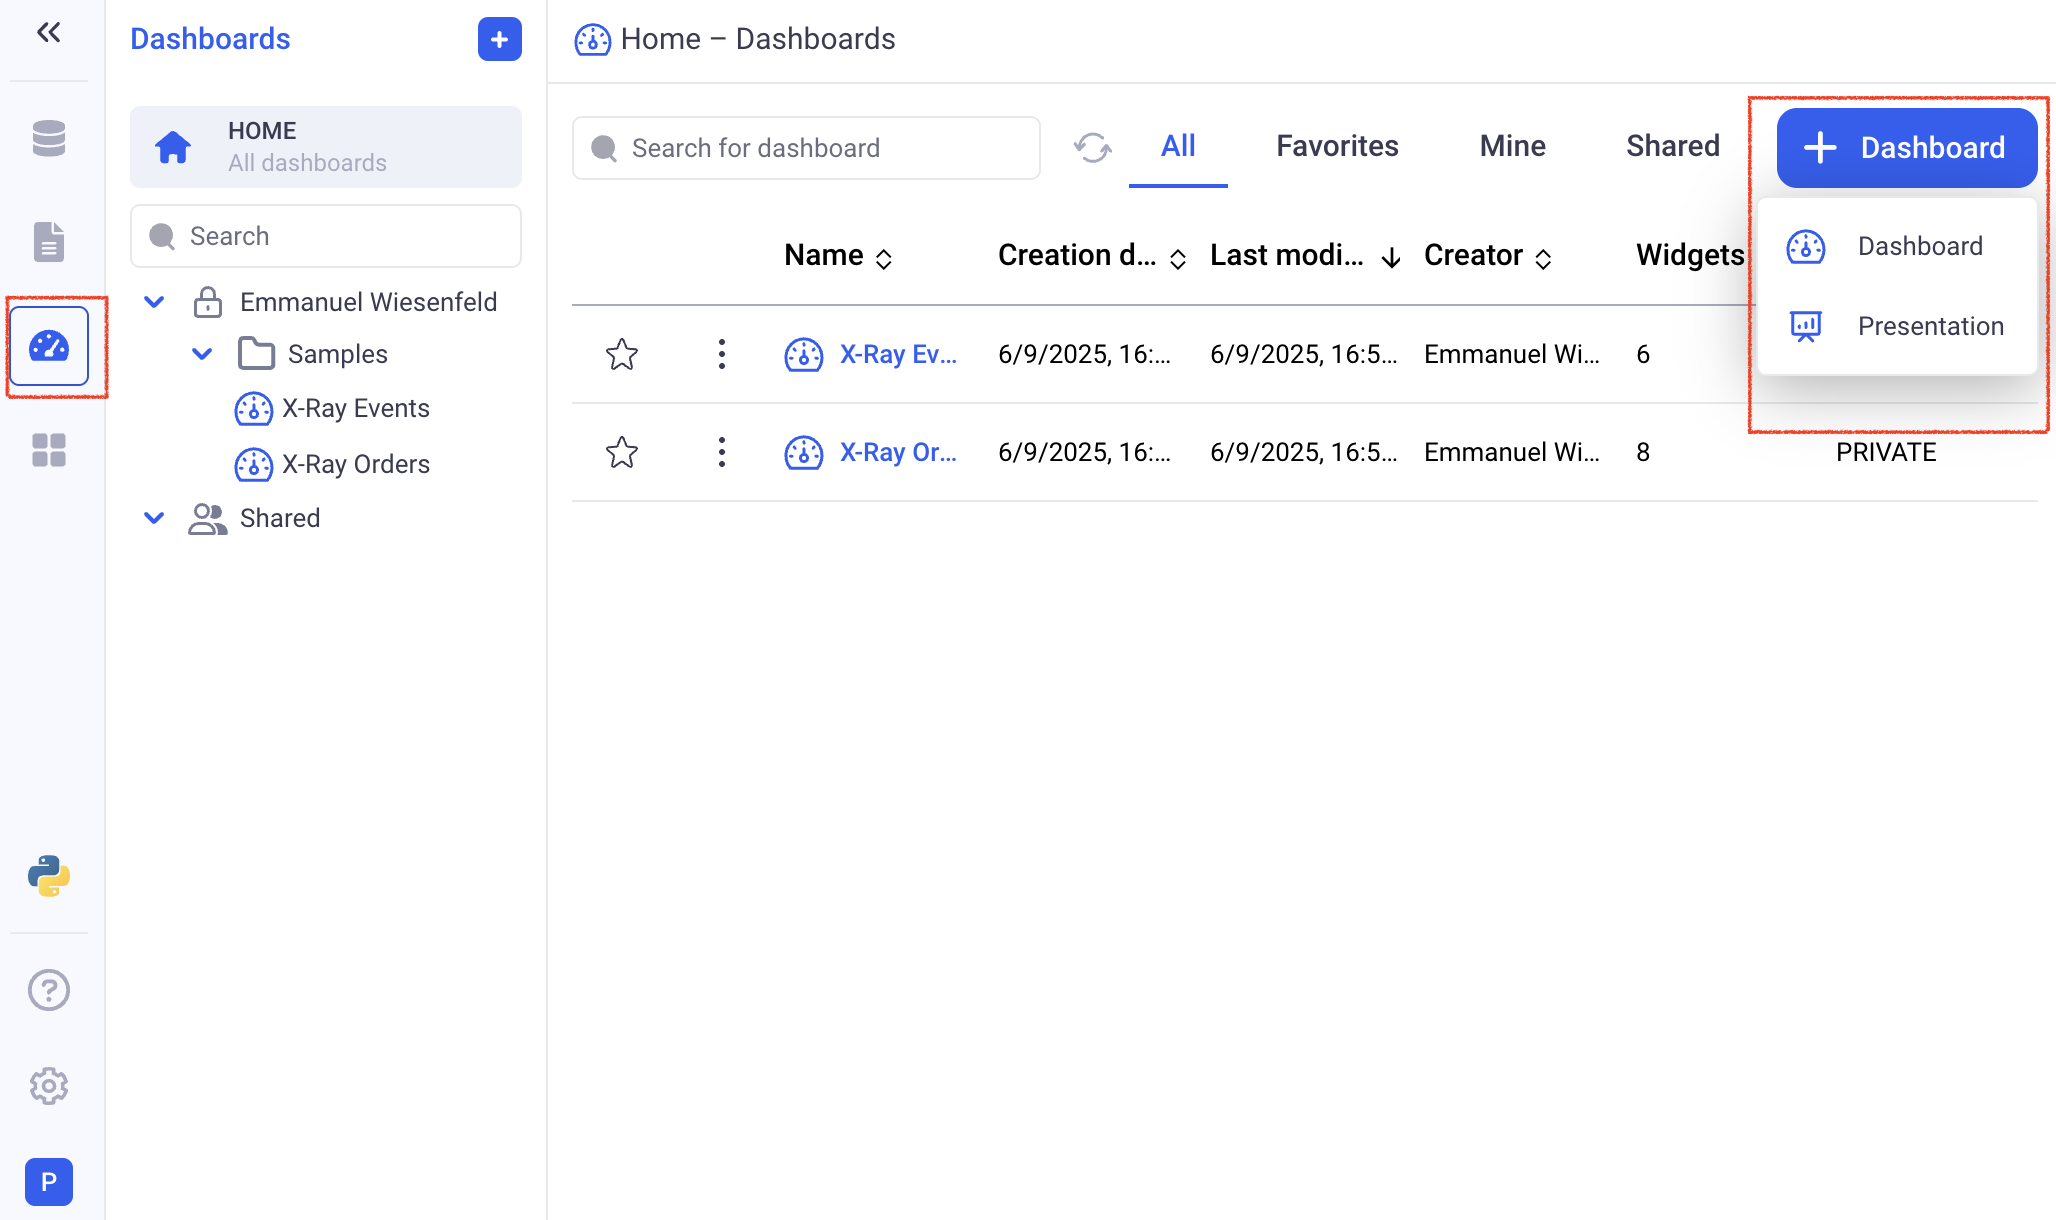 Dashboards
HOME
All dashboards
Search
Emmanuel Wiesenfeld
Samples
X-Ray Events
X-Ray Orders
Shared
P
Home – Dashboards
Search for dashboard
All
Favorites
Mine
Shared
Dashboard
Dashboard
Presentation
Name
Creation d...
Last modi...
Creator
Widgets
X-Ray Ev...
6/9/2025, 16:...
6/9/2025, 16:5...
Emmanuel Wi...
6
X-Ray Or...
6/9/2025, 16:...
6/9/2025, 16:5...
Emmanuel Wi...
8
PRIVATE